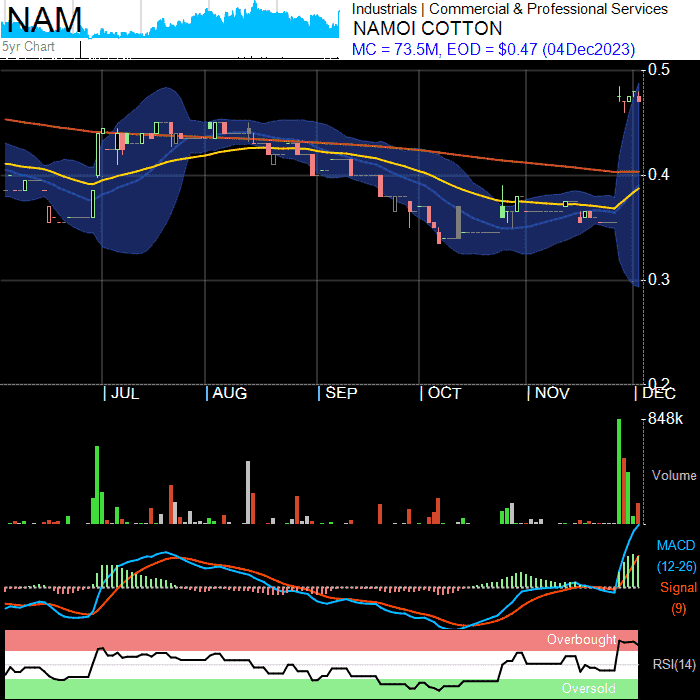 NAM
5yr Chart
Industrials | Commercial & Professional Services
NAMOI COTTON
MC = 73.5M, EOD = $0.47 (04Dec2023)
0.5
0.4
0.3
0.2
| JUL | AUG | SEP | OCT | NOV | DEC
848k
Volume
MACD
(12-26)
Signal
(9)
Overbought
RSI(14)
Oversold